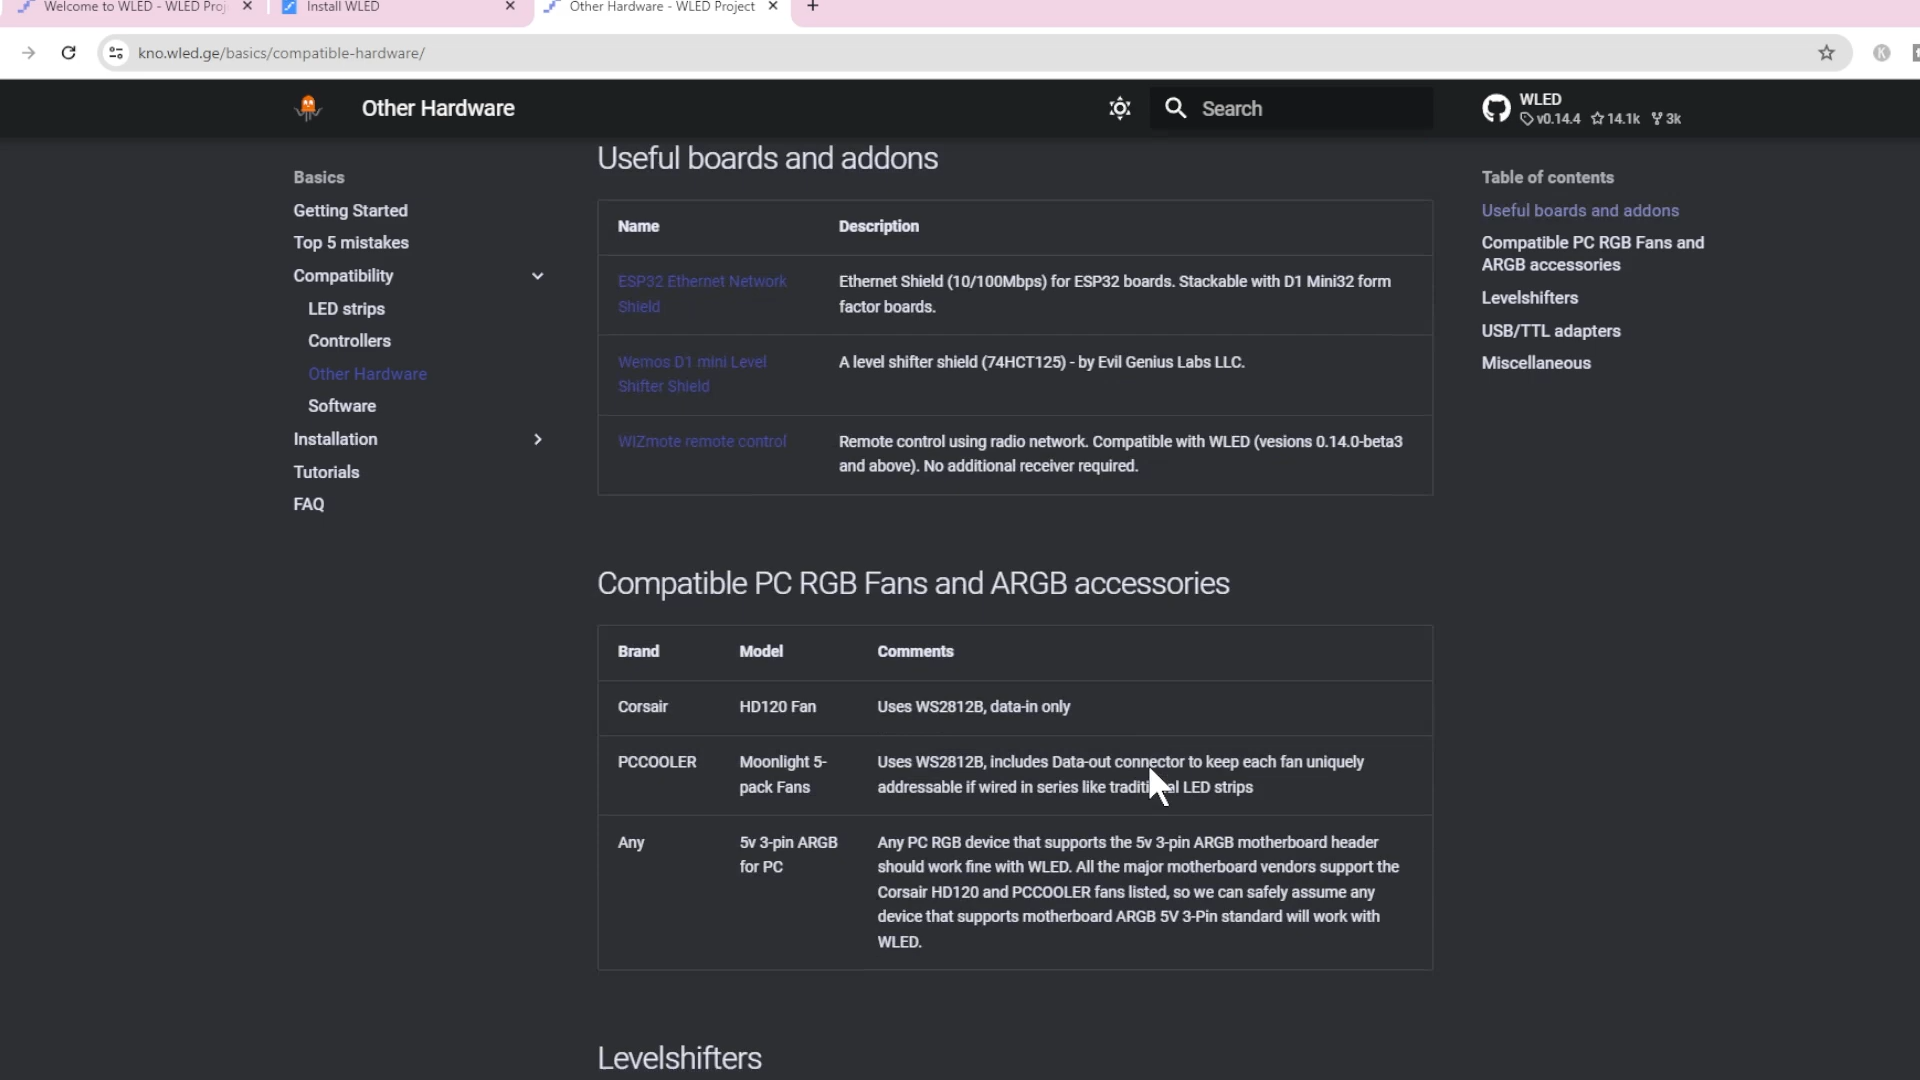 Welcome to WLED - WLED Proj
Install WLED
Other Hardware - WLED Project
kno.wled.ge/basics/compatible-hardware/
K
Other Hardware
Search
WLED
v0.14.4 14.1k 3k
Basics
Getting Started
Top 5 mistakes
Compatibility
LED strips
Controllers
Other Hardware
Software
Installation
Tutorials
FAQ
Useful boards and addons
Name Description
ESP32 Ethernet Network
Shield
Ethernet Shield (10/100Mbps) for ESP32 boards. Stackable with D1 Mini32 form
factor boards.
Wemos D1 mini Level
Shifter Shield
A level shifter shield (74HCT125) - by Evil Genius Labs LLC.
WIZmote remote control
Remote control using radio network. Compatible with WLED (vesions 0.14.0-beta3
and above). No additional receiver required.
Compatible PC RGB Fans and ARGB accessories
Brand Model Comments
Corsair HD120 Fan Uses WS2812B, data-in only
PCCOOLER
Moonlight 5-
pack Fans
Uses WS2812B, includes Data-out connector to keep each fan uniquely
addressable if wired in series like traditional LED strips
Any
5v 3-pin ARGB
for PC
Any PC RGB device that supports the 5v 3-pin ARGB motherboard header
should work fine with WLED. All the major motherboard vendors support the
Corsair HD120 and PCCOOLER fans listed, so we can safely assume any
device that supports motherboard ARGB 5V 3-Pin standard will work with
WLED.
Levelshifters
Table of contents
Useful boards and addons
Compatible PC RGB Fans and
ARGB accessories
Levelshifters
USB/TTL adapters
Miscellaneous